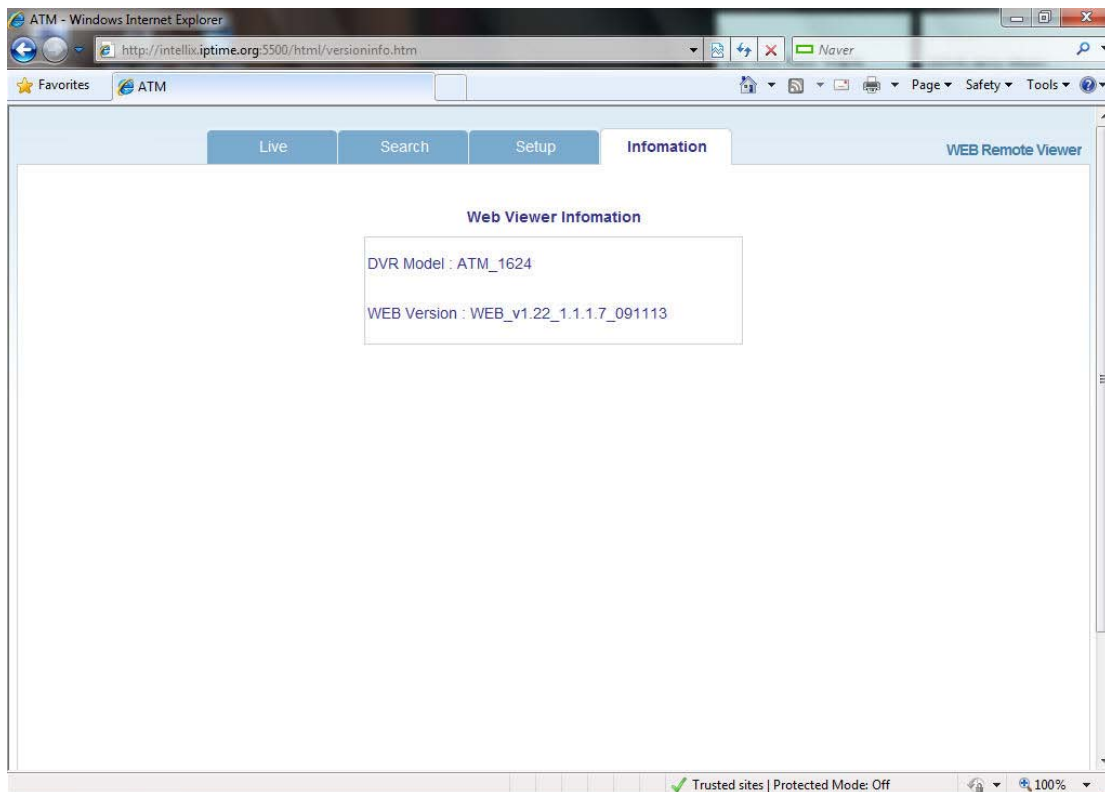 ATM - Windows Internet Explorer
http://intellix.iptime.org:5500/html/versioninfo.htm
Naver
Favorites ATM Page Safety Tools
Live Search Setup Infomation WEB Remote Viewer
Web Viewer Infomation
DVR Model : ATM_1624
WEB Version : WEB_v1.22_1.1.1.7_091113
Trusted sites | Protected Mode: Off 100%